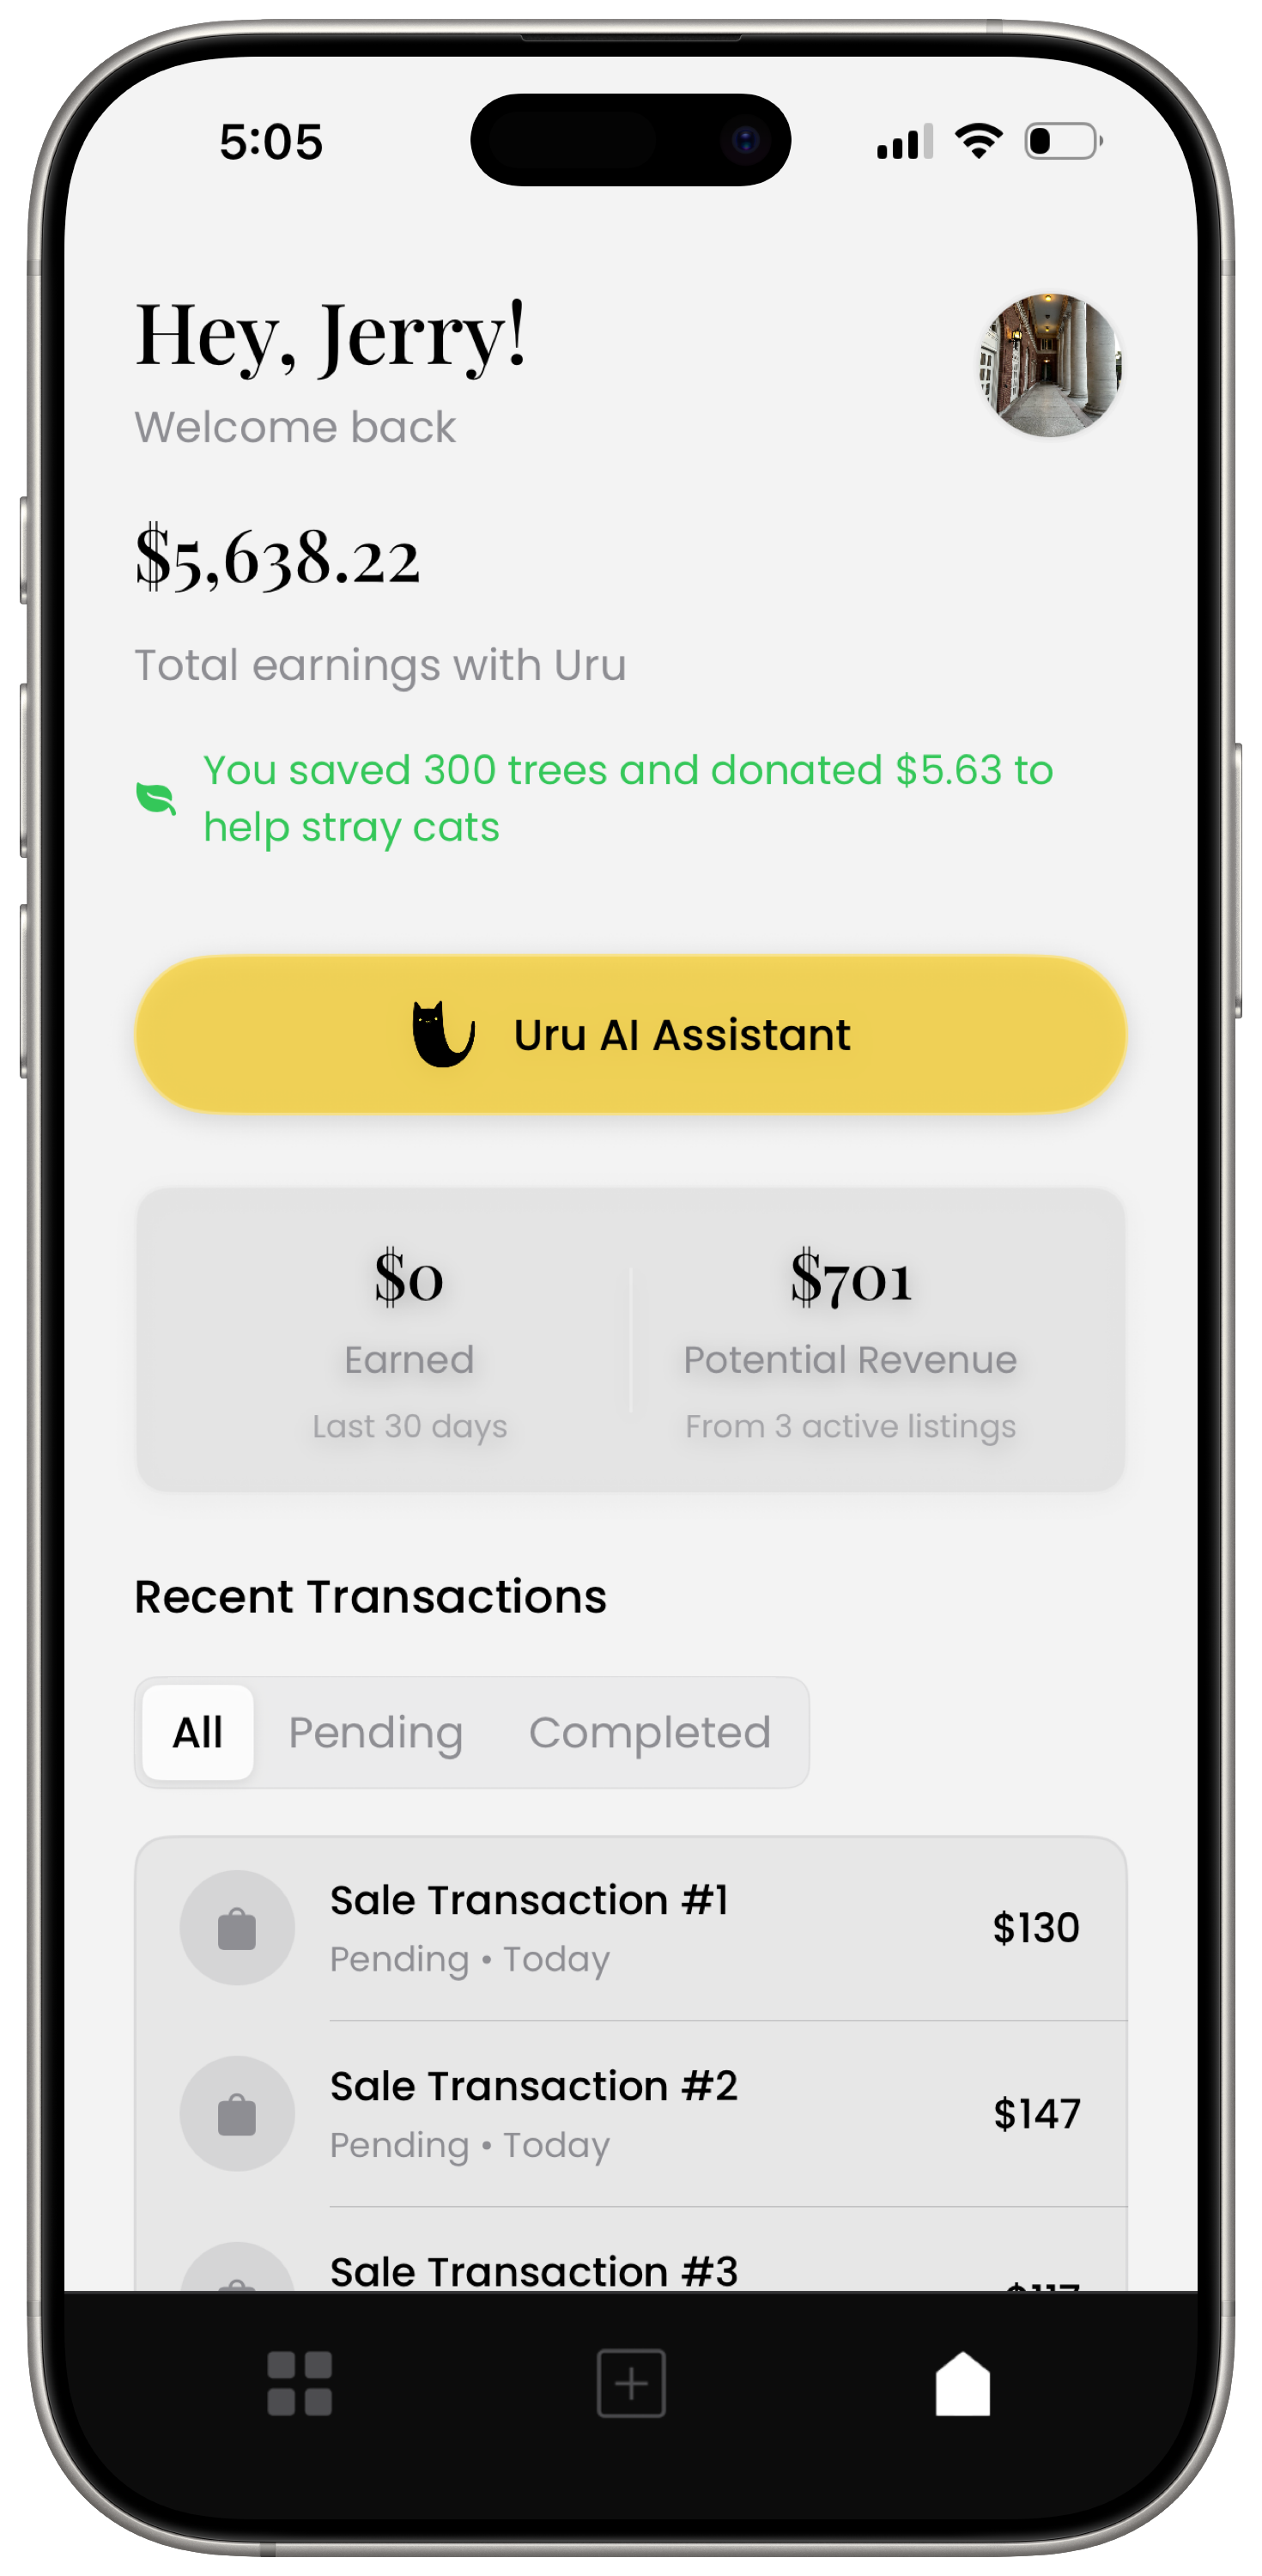 5:05
Hey, Jerry!
Welcome back
$5,638.22
Total earnings with Uru
You saved 300 trees and donated $5.63 to
help stray cats
Uru AI Assistant
$0 $701
Earned Potential Revenue
Last 30 days From 3 active listings
Recent Transactions
All Pending Completed
Sale Transaction #1
$130
Pending • Today
Sale Transaction #2
$147
Pending • Today
Sale Transaction #3